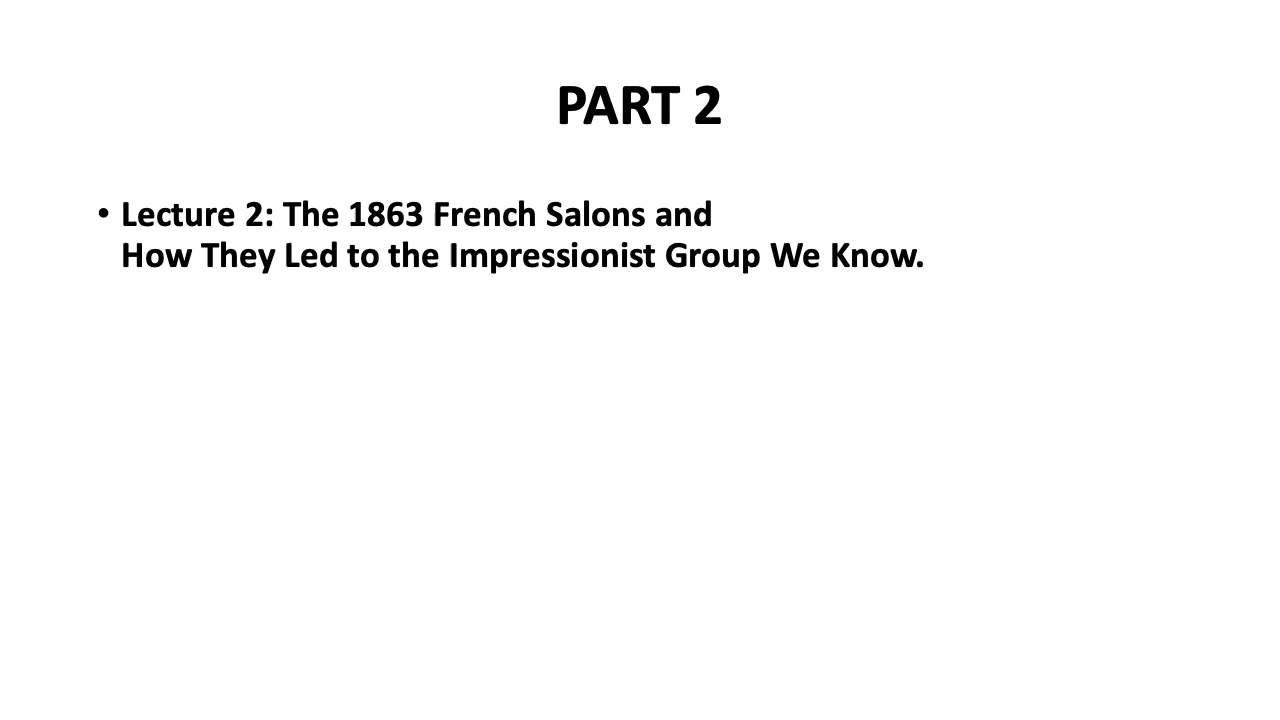 PART 2
• Lecture 2: The 1863 French Salons and
How They Led to the Impressionist Group We Know.